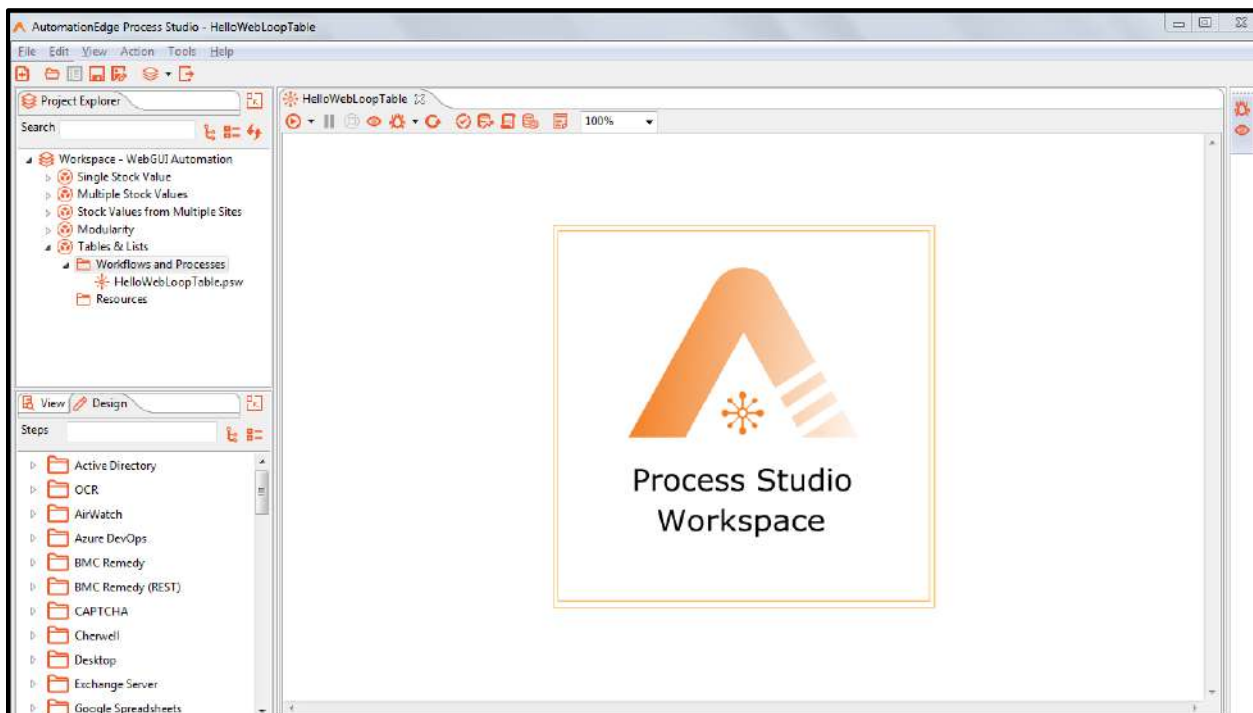 AutomationEdge Process Studio - HelloWebLoopTable
File Edit View Action Tools Help
Project Explorer
Search
Workspace - WebGUI Automation
Single Stock Value
Multiple Stock Values
Stock Values from Multiple Sites
Modularity
Tables & Lists
Workflows and Processes
HelloWebLoopTable.psw
Resources
View Design
Steps
Active Directory
OCR
AirWatch
Azure DevOps
BMC Remedy
BMC Remedy (REST)
CAPTCHA
Cherwell
Desktop
Exchange Server
Google Spreadsheets
HelloWebLoopTable
100%
Process Studio
Workspace